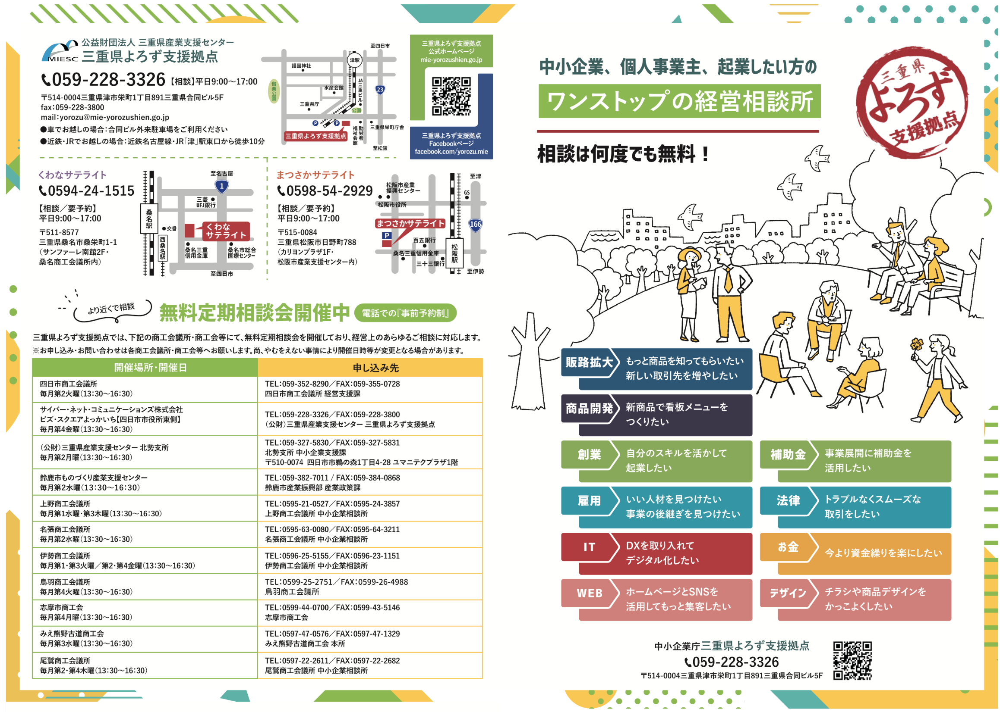 公益財団法人 三重県産業支援センター
MIESC 三重県よろず支援拠点
059-228-3326【相談】平日9:00〜17:00
〒514-0004三重県津市栄町1丁目891三重県合同ビル5F
fax：059-228-3800
mail：yorozu@mie-yorozushien.go.jp
●車でお越しの場合：合同ビル外来駐車場をご利用ください
●近鉄・JRでお越しの場合：近鉄名古屋線・JR「津」駅東口から徒歩10分
至四日市
津駅
護国神社
偕楽公園
水産会館
JA三重ビル
23
三重県庁
公園
P
P
三重県よろず支援拠点
福祉会館
勤労者
三重県栄町庁舎
至松阪
三重県よろず支援拠点
公式ホームページ
mie-yorozushien.go.jp
三重県よろず支援拠点
Facebookページ
facebook.com/yorozu.mie
くわなサテライト
0594-24-1515
【相談／要予約】
平日9:00〜17:00
〒511-8577
三重県桑名市桑栄町1-1
（サンファーレ南館2F・
桑名商工会議所内）
至名古屋
1
三菱
UFJ銀行
桑名駅
交番
くわな
サテライト
西桑名駅
桑名三重
信用金庫
桑名市総合
医療センター
至四日市
まつさかサテライト
0598-54-2929
【相談／要予約】
平日9:00〜17:00
〒515-0084
三重県松阪市日野町788
（カリヨンプラザ1F・
松阪市産業支援センター内）
松阪市産業
振興センター
松阪市役所
至津
GS
まつさかサテライト
166
P
百五銀行
桑名三重信用金庫
三十三銀行
松阪駅
至伊勢
より近くで相談
無料定期相談会開催中
電話での『事前予約制』
三重県よろず支援拠点では、下記の商工会議所・商工会等にて、無料定期相談会を開催しており、経営上のあらゆるご相談に対応します。
※お申し込み・お問い合わせは各商工会議所・商工会等へお願いします。尚、やむをえない事情により開催日時等が変更となる場合があります。
開催場所・開催日
申し込み先
四日市商工会議所
毎月第2火曜（13:30〜16:30）
TEL：059-352-8290／FAX：059-355-0728
四日市商工会議所 経営支援課
サイバー・ネット・コミュニケーションズ株式会社
ビズ・スクエアよっかいち【四日市市役所東側】
毎月第4金曜（13:30〜16:30）
TEL：059-228-3326／FAX：059-228-3800
（公財）三重県産業支援センター 三重県よろず支援拠点
（公財）三重県産業支援センター 北勢支所
毎月第2月曜（13:30〜16:30）
TEL：059-327-5830／FAX：059-327-5831
北勢支所 中小企業支援課
〒510-0074 四日市市鵜の森1丁目4-28 ユマニテクプラザ1階
鈴鹿市ものづくり産業支援センター
毎月第2水曜（13:30〜16:30）
TEL：059-382-7011 / FAX：059-384-0868
鈴鹿市産業振興部 産業政策課
上野商工会議所
毎月第1水曜・第3木曜（13:30〜16:30）
TEL：0595-21-0527／FAX：0595-24-3857
上野商工会議所 中小企業相談所
名張商工会議所
毎月第2水曜（13:30〜16:30）
TEL：0595-63-0080／FAX：0595-64-3211
名張商工会議所 中小企業相談所
伊勢商工会議所
毎月第1・第3火曜／第2・第4金曜（13:30〜16:30）
TEL：0596-25-5155／FAX：0596-23-1151
伊勢商工会議所 中小企業相談所
鳥羽商工会議所
毎月第4火曜（13:30〜16:30）
TEL：0599-25-2751／FAX：0599-26-4988
鳥羽商工会議所
志摩市商工会
毎月第4月曜（13:30〜16:30）
TEL：0599-44-0700／FAX：0599-43-5146
志摩市商工会
みえ熊野古道商工会
毎月第3水曜（13:30〜16:30）
TEL：0597-47-0576／FAX：0597-47-1329
みえ熊野古道商工会 本所
尾鷲商工会議所
毎月第2・第4木曜（13:30〜16:30）
TEL：0597-22-2611／FAX：0597-22-2682
尾鷲商工会議所 中小企業相談所
中小企業、個人事業主、起業したい方の
ワンストップの経営相談所
相談は何度でも無料！
三重県
よろず
支援拠点
販路拡大
もっと商品を知ってもらいたい
新しい取引先を増やしたい
商品開発
新商品で看板メニューを
つくりたい
創業
自分のスキルを活かして
起業したい
補助金
事業展開に補助金を
活用したい
雇用
いい人材を見つけたい
事業の後継ぎを見つけたい
法律
トラブルなくスムーズな
取引をしたい
IT
DXを取り入れて
デジタル化したい
お金
今より資金繰りを楽にしたい
WEB
ホームページとSNSを
活用してもっと集客したい
デザイン
チラシや商品デザインを
かっこよくしたい
中小企業庁三重県よろず支援拠点
059-228-3326
〒514-0004三重県津市栄町1丁目891三重県合同ビル5F